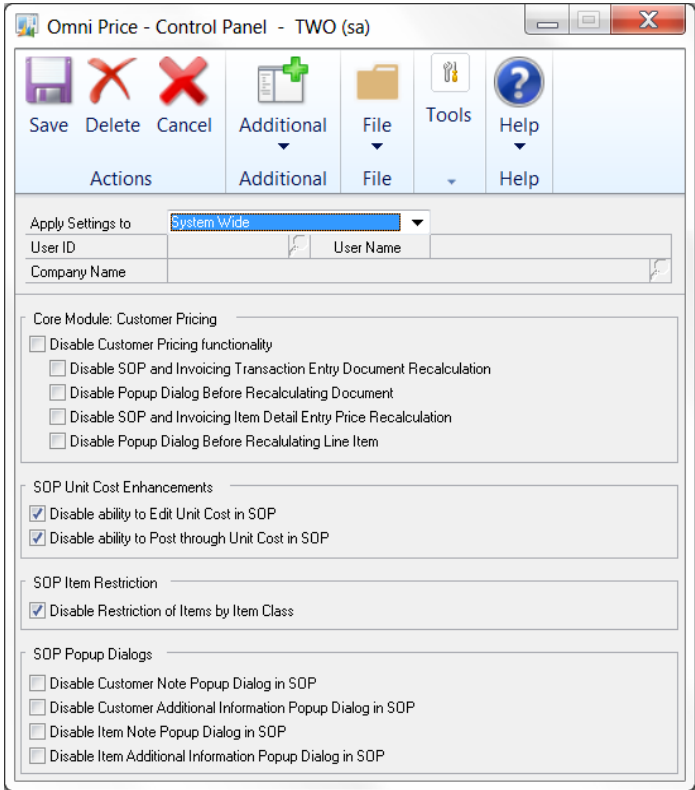 Omni Price - Control Panel - TWO (sa)
X
Save Delete Cancel Additional File Tools Help
Actions Additional File Help
Apply Settings to System Wide
User ID User Name
Company Name
Core Module: Customer Pricing
Disable Customer Pricing functionality
Disable SOP and Invoicing Transaction Entry Document Recalculation
Disable Popup Dialog Before Recalculating Document
Disable SOP and Invoicing Item Detail Entry Price Recalculation
Disable Popup Dialog Before Recalulating Line Item
SOP Unit Cost Enhancements
Disable ability to Edit Unit Cost in SOP
Disable ability to Post through Unit Cost in SOP
SOP Item Restriction
Disable Restriction of Items by Item Class
SOP Popup Dialogs
Disable Customer Note Popup Dialog in SOP
Disable Customer Additional Information Popup Dialog in SOP
Disable Item Note Popup Dialog in SOP
Disable Item Additional Information Popup Dialog in SOP